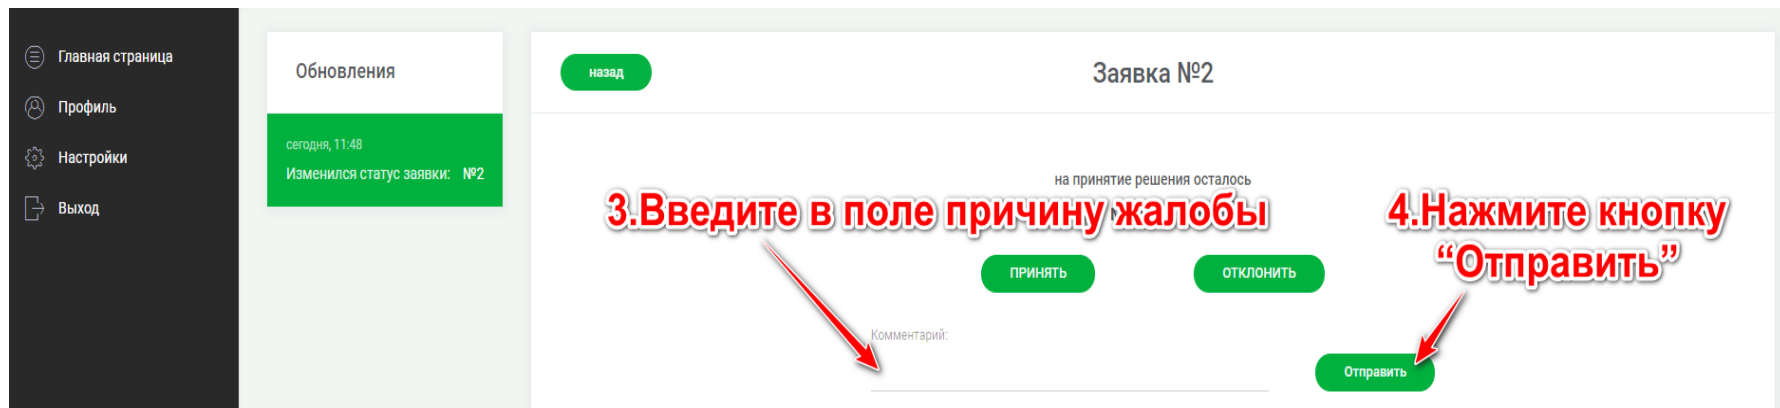 Главная страница
Профиль
Настройки
Выход
Обновления
сегодня, 11:48
Изменился статус заявки: №2
назад
Заявка №2
на принятие решения осталось
3.Введите в поле причину жалобы
4.Нажмите кнопку
“Отправить”
ПРИНЯТЬ
ОТКЛОНИТЬ
Комментарий:
Отправить